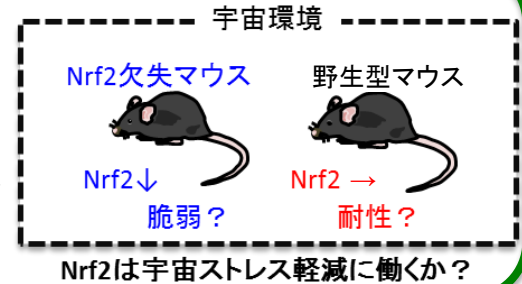 宇宙環境
Nrf2欠失マウス 野生型マウス
Nrf2↓ Nrf2 →
脆弱？ 耐性？
Nrf2は宇宙ストレス軽減に働くか？